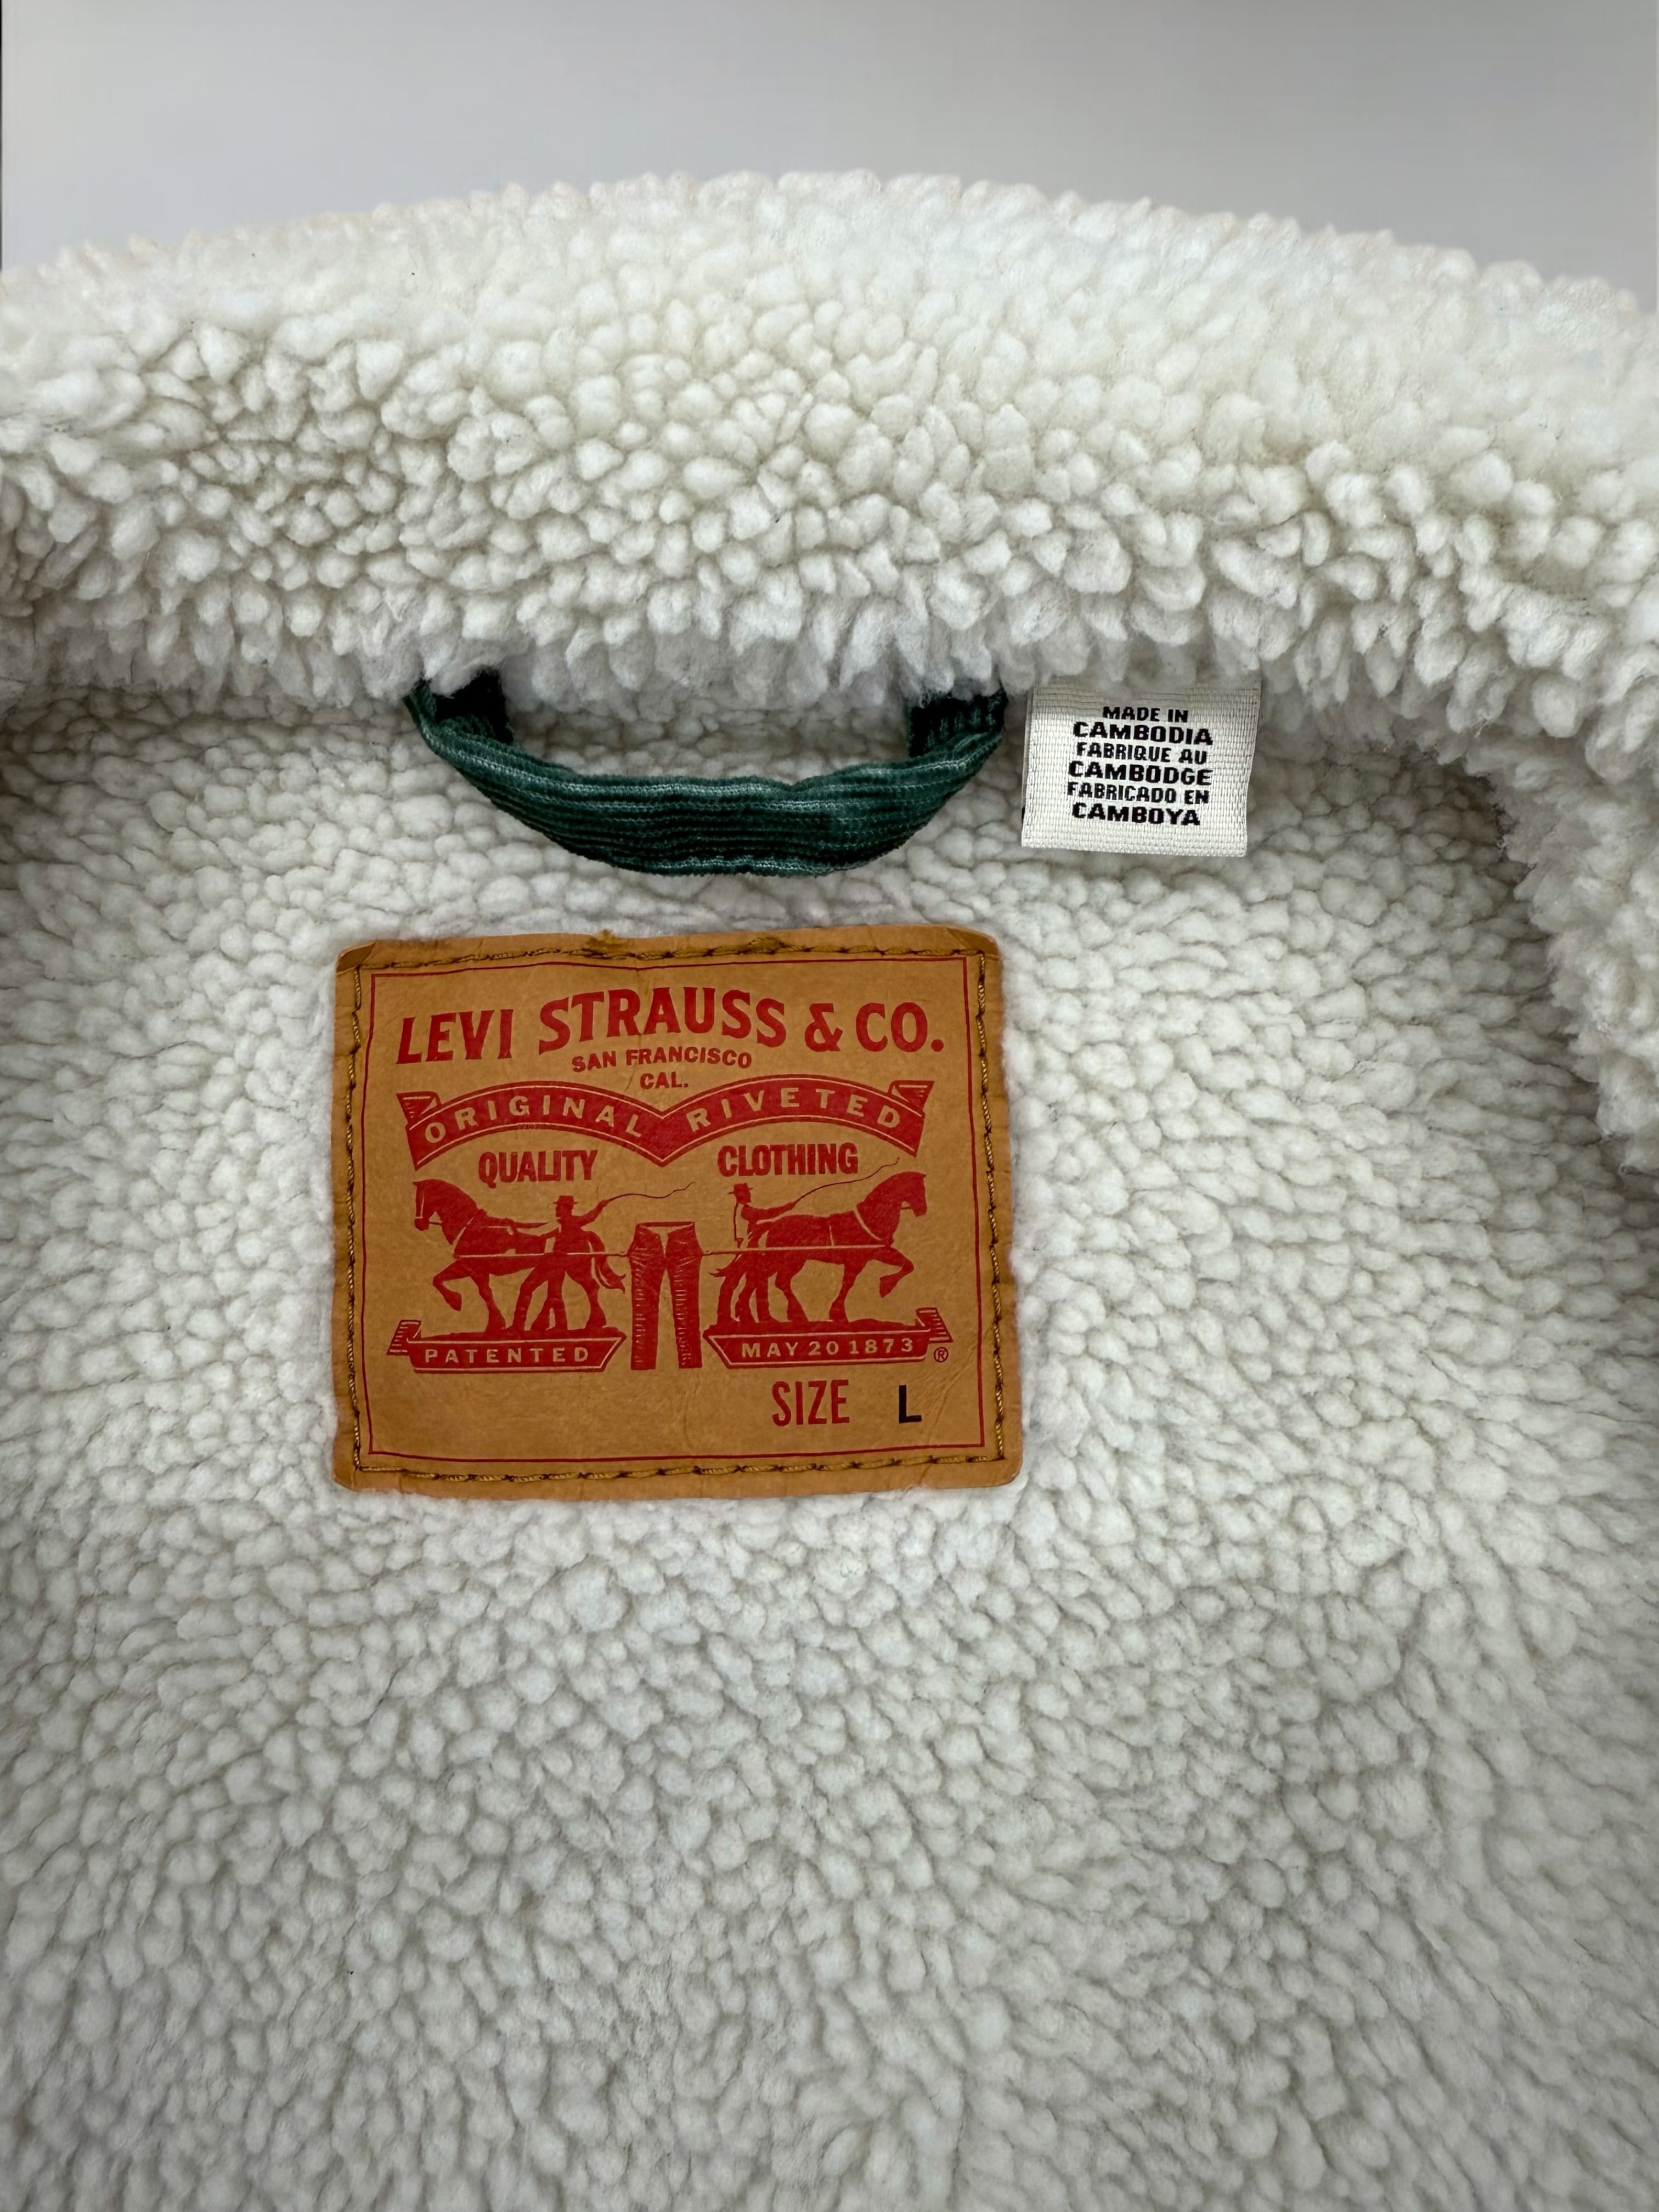 MADE IN
CAMBODIA
FABRIQUE AU
CAMBODGE
FABRICADO EN
CAMBOYA
LEVI STRAUSS & CO.
SAN FRANCISCO
CAL.
ORIGINAL RIVETED
QUALITY CLOTHING
PATENTED MAY 20 1873 ®
SIZE L